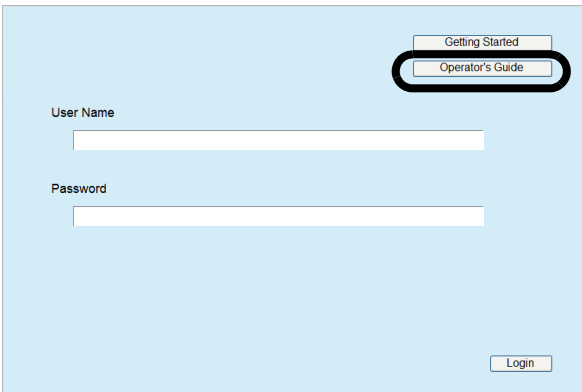 Getting Started
Operator's Guide
User Name
Password
Login